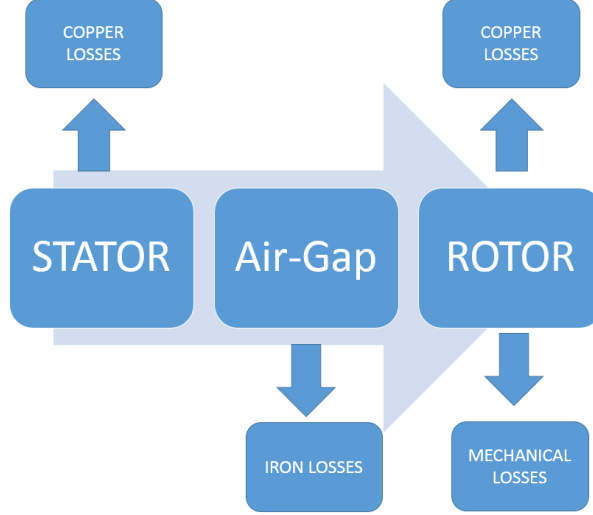 COPPER
LOSSES
COPPER
LOSSES
STATOR
Air-Gap
ROTOR
IRON LOSSES
MECHANICAL
LOSSES